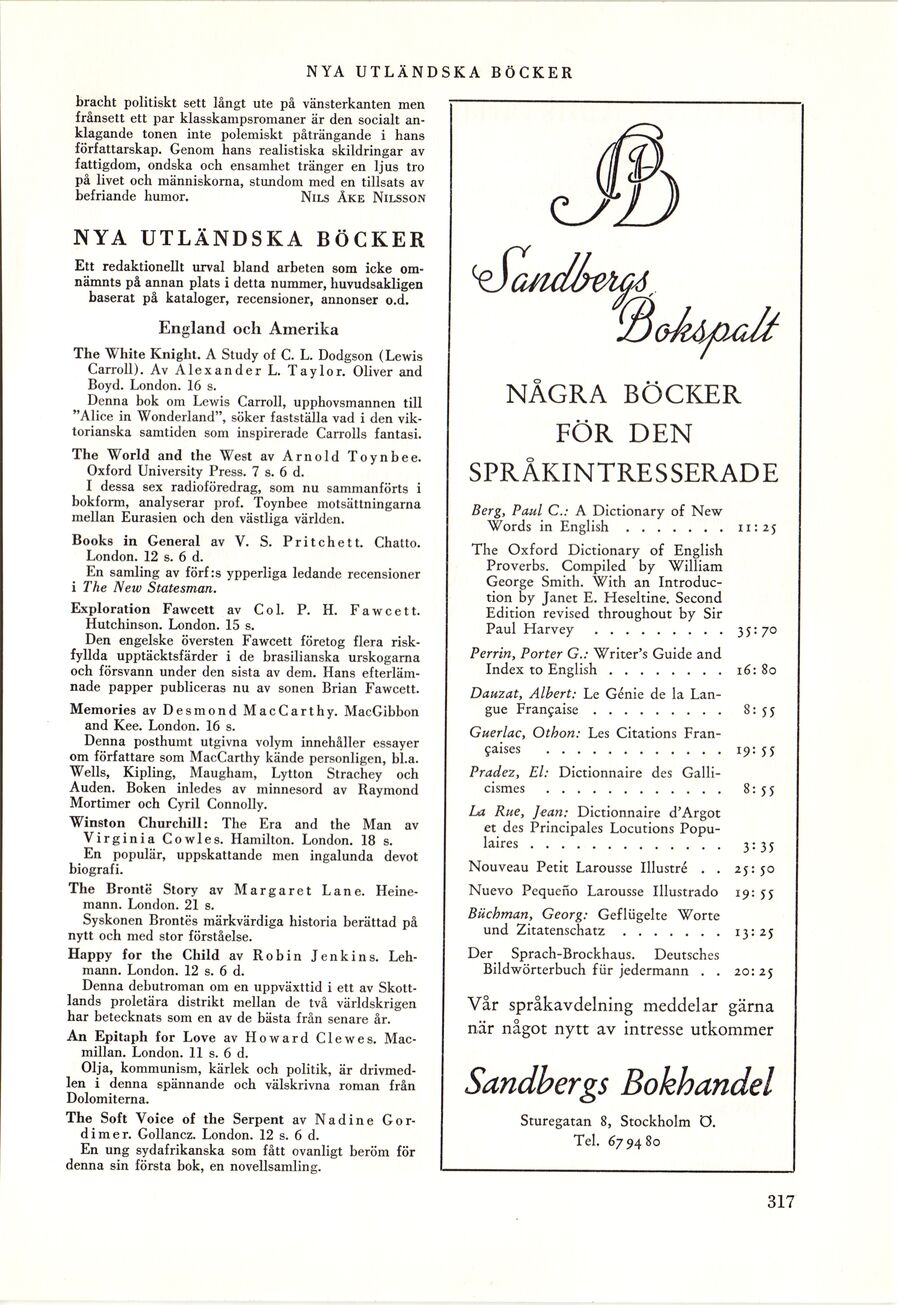 NYA UTLÄNDSKA BÖCKER
bracht politiskt sett långt ute på vänsterkanten men
frånsett ett par klasskampsromaner är den socialt an-
klagande tonen inte polemiskt påträngande i hans
författarskap. Genom hans realistiska skildringar av
fattigdom, ondska och ensamhet tränger en ljus tro
på livet och människorna, stundom med en tillsats av
befriande humor. NILS ÅKE NILSSON
NYA UTLÄNDSKA BÖCKER
Ett redaktionellt urval bland arbeten som icke om-
nämnts på annan plats i detta nummer, huvudsakligen
baserat på kataloger, recensioner, annonser o.d.
England och Amerika
The White Knight. A Study of C. L. Dodgson (Lewis
Carroll). Av Alexander L. Taylor. Oliver and
Boyd. London. 16 s.
Denna bok om Lewis Carroll, upphovsmannen till
”Alice in Wonderland”, söker fastställa vad i den vik-
torianska samtiden som inspirerade Carrolls fantasi.
The World and the West av Arnold Toynbee.
Oxford University Press. 7 s. 6 d.
I dessa sex radioföredrag, som nu sammanförts i
bokform, analyserar prof. Toynbee motsättningarna
mellan Eurasien och den västliga världen.
Books in General av V. S. Pritchett. Chatto.
London. 12 s. 6 d.
En samling av förf:s ypperliga ledande recensioner
i The New Statesman.
Exploration Fawcett av Col. P. H. Fawcett.
Hutchinson. London. 15 s.
Den engelske översten Fawcett företog flera risk-
fyllda upptäcktsfärder i de brasilianska urskogarna
och försvann under den sista av dem. Hans efterläm-
nade papper publiceras nu av sonen Brian Fawcett.
Memories av Desmond MacCarthy. MacGibbon
and Kee. London. 16 s.
Denna posthumt utgivna volym innehåller essayer
om författare som MacCarthy kände personligen, bl.a.
Wells, Kipling, Maugham, Lytton Strachey och
Auden. Boken inledes av minnesord av Raymond
Mortimer och Cyril Connolly.
Winston Churchill: The Era and the Man av
Virginia Cowles. Hamilton. London. 18 s.
En populär, uppskattande men ingalunda devot
biografi.
The Brontë Story av Margaret Lane. Heine-
mann. London. 21 s.
Syskonen Brontës märkvärdiga historia berättad på
nytt och med stor förståelse.
Happy for the Child av Robin Jenkins. Leh-
mann. London. 12 s. 6 d.
Denna debutroman om en uppväxttid i ett av Skott-
lands proletära distrikt mellan de två världskrigen
har betecknats som en av de bästa från senare år.
An Epitaph for Love av Howard Clewes. Mac-
millan. London. 11 s. 6 d.
Olja, kommunism, kärlek och politik, är drivmed-
len i denna spännande och välskrivna roman från
Dolomiterna.
The Soft Voice of the Serpent av Nadine Gor-
dimer. Gollancz. London. 12 s. 6 d.
En ung sydafrikanska som fått ovanligt beröm för
denna sin första bok, en novellsamling.
SB
Sandbergs
Bokspalt
NÅGRA BÖCKER
FÖR DEN
SPRÅKINTRESSERADE
Berg, Paul C.: A Dictionary of New
Words in English . . . . . . . 11: 25
The Oxford Dictionary of English
Proverbs. Compiled by William
George Smith. With an Introduc-
tion by Janet E. Heseltine. Second
Edition revised throughout by Sir
Paul Harvey . . . . . . . . . 35: 70
Perrin, Porter G.: Writer's Guide and
Index to English . . . . . . . . 16: 80
Dauzat, Albert: Le Génie de la Lan-
gue Française . . . . . . . . . 8: 55
Guerlac, Othon: Les Citations Fran-
çaises . . . . . . . . . . . . 19: 55
Pradez, El: Dictionnaire des Galli-
cismes . . . . . . . . . . . . 8: 55
La Rue, Jean: Dictionnaire d'Argot
et des Principales Locutions Popu-
laires . . . . . . . . . . . . . 3: 35
Nouveau Petit Larousse Illustré . . 25: 50
Nuevo Pequeño Larousse Illustrado 19: 55
Büchman, Georg: Geflügelte Worte
und Zitatenschatz . . . . . . . 13: 25
Der Sprach-Brockhaus. Deutsches
Bildwörterbuch für jedermann . . 20: 25
Vår språkavdelning meddelar gärna
när något nytt av intresse utkommer
Sandbergs Bokhandel
Sturegatan 8, Stockholm Ö.
Tel. 67 94 80
317